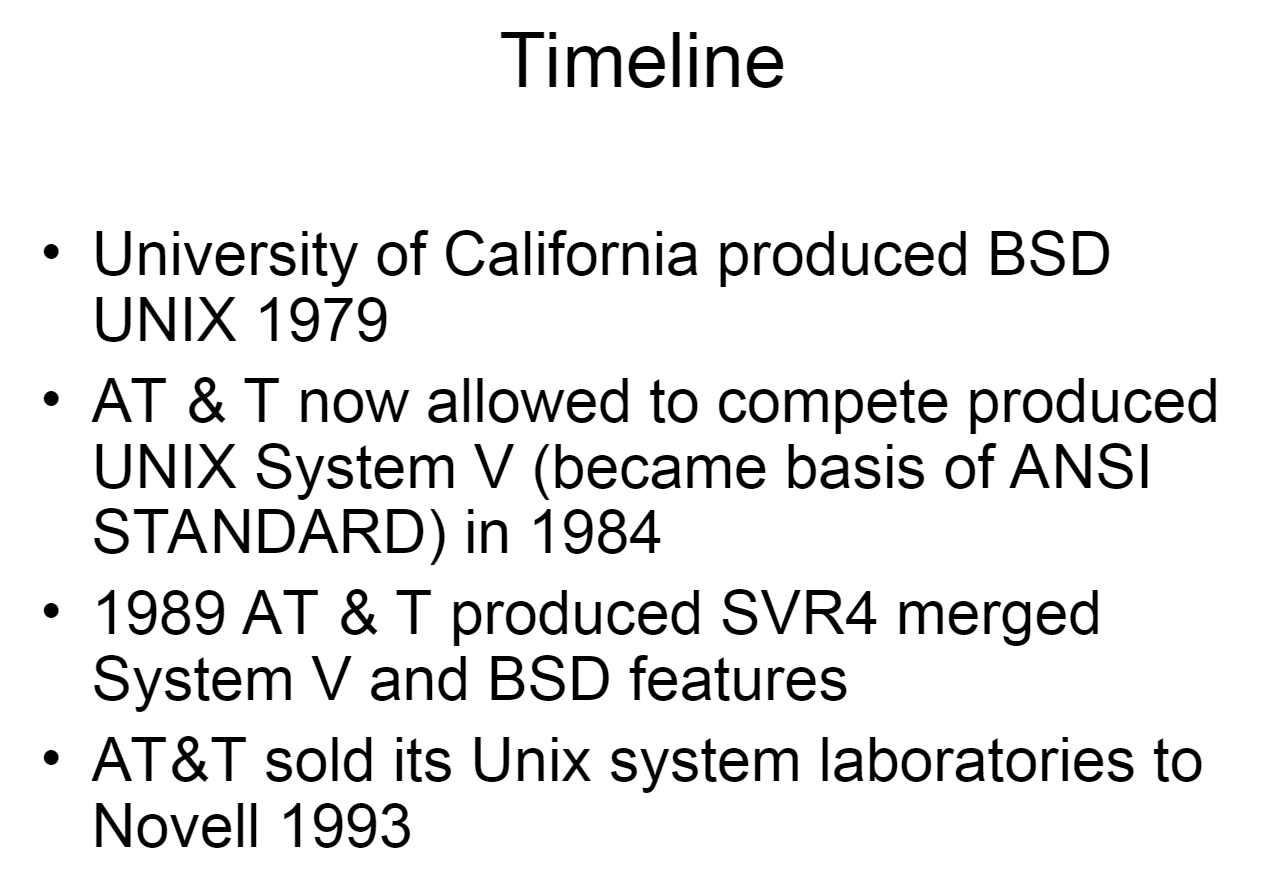 Timeline
• University of California produced BSD
UNIX 1979
• AT & T now allowed to compete produced
UNIX System V (became basis of ANSI
STANDARD) in 1984
• 1989 AT & T produced SVR4 merged
System V and BSD features
• AT&T sold its Unix system laboratories to
Novell 1993